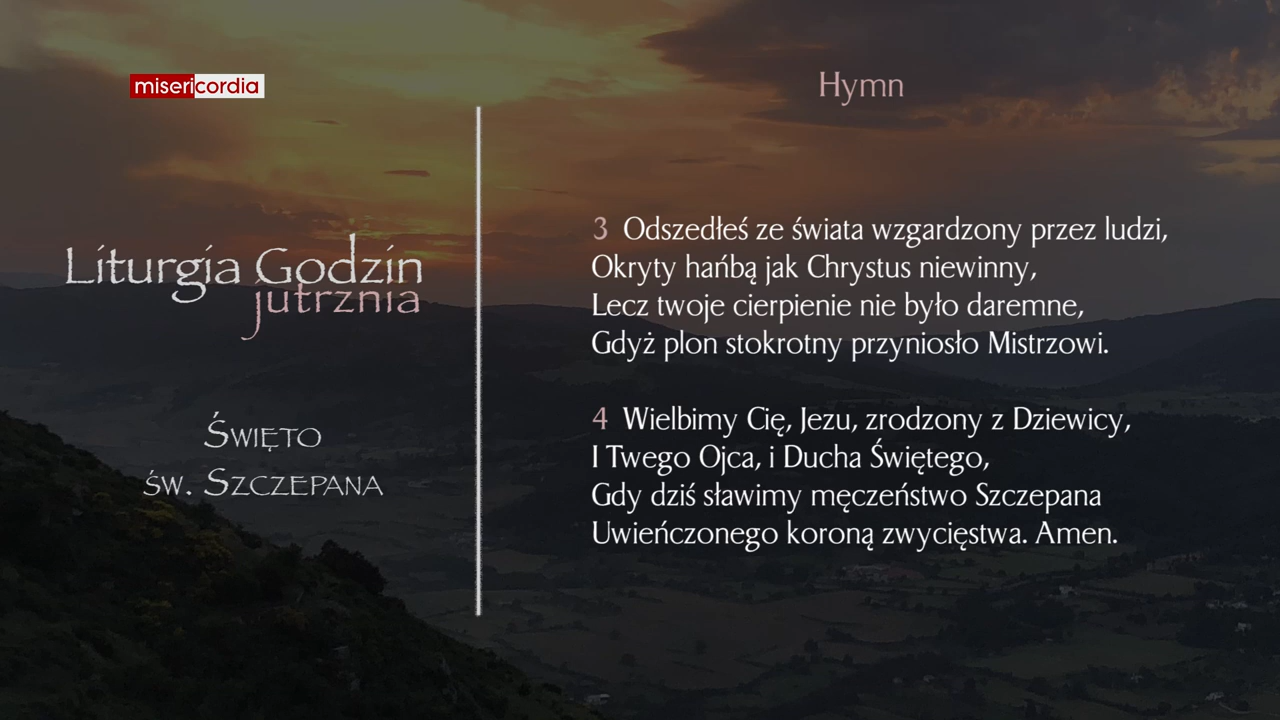 misericordia
Liturgia Godzin
jutrznia
Święto
św. Szczepana
Hymn
3 Odszedłeś ze świata wzgardzony przez ludzi,
Okryty hańbą jak Chrystus niewinny,
Lecz twoje cierpienie nie było daremne,
Gdyż plon stokrotny przyniosło Mistrzowi.
4 Wielbimy Cię, Jezu, zrodzony z Dziewicy,
I Twego Ojca, i Ducha Świętego,
Gdy dziś sławimy męczeństwo Szczepana
Uwieńczonego koroną zwycięstwa. Amen.